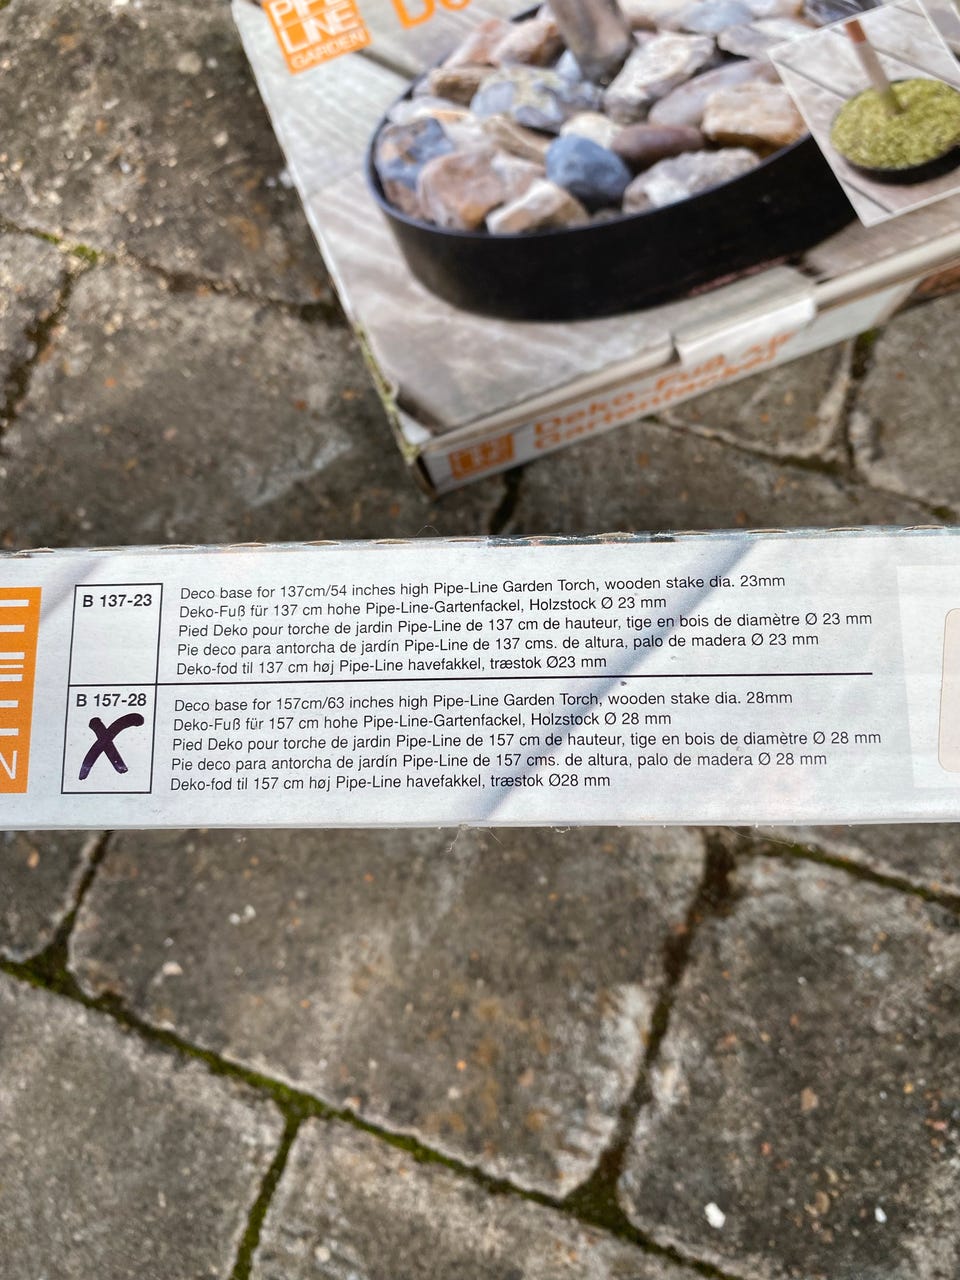 PIPE
LINE
GARDEN
Deko-Fuß
Gartenfackel
B 137-23
Deco base for 137cm/54 inches high Pipe-Line Garden Torch, wooden stake dia. 23mm
Deko-Fuß für 137 cm hohe Pipe-Line-Gartenfackel, Holzstock Ø 23 mm
Pied Deko pour torche de jardin Pipe-Line de 137 cm de hauteur, tige en bois de diamètre Ø 23 mm
Pie deco para antorcha de jardín Pipe-Line de 137 cms. de altura, palo de madera Ø 23 mm
Deko-fod til 137 cm høj Pipe-Line havefakkel, træstok Ø23 mm
B 157-28
X
Deco base for 157cm/63 inches high Pipe-Line Garden Torch, wooden stake dia. 28mm
Deko-Fuß für 157 cm hohe Pipe-Line-Gartenfackel, Holzstock Ø 28 mm
Pied Deko pour torche de jardin Pipe-Line de 157 cm de hauteur, tige en bois de diamètre Ø 28 mm
Pie deco para antorcha de jardín Pipe-Line de 157 cms. de altura, palo de madera Ø 28 mm
Deko-fod til 157 cm høj Pipe-Line havefakkel, træstok Ø28 mm